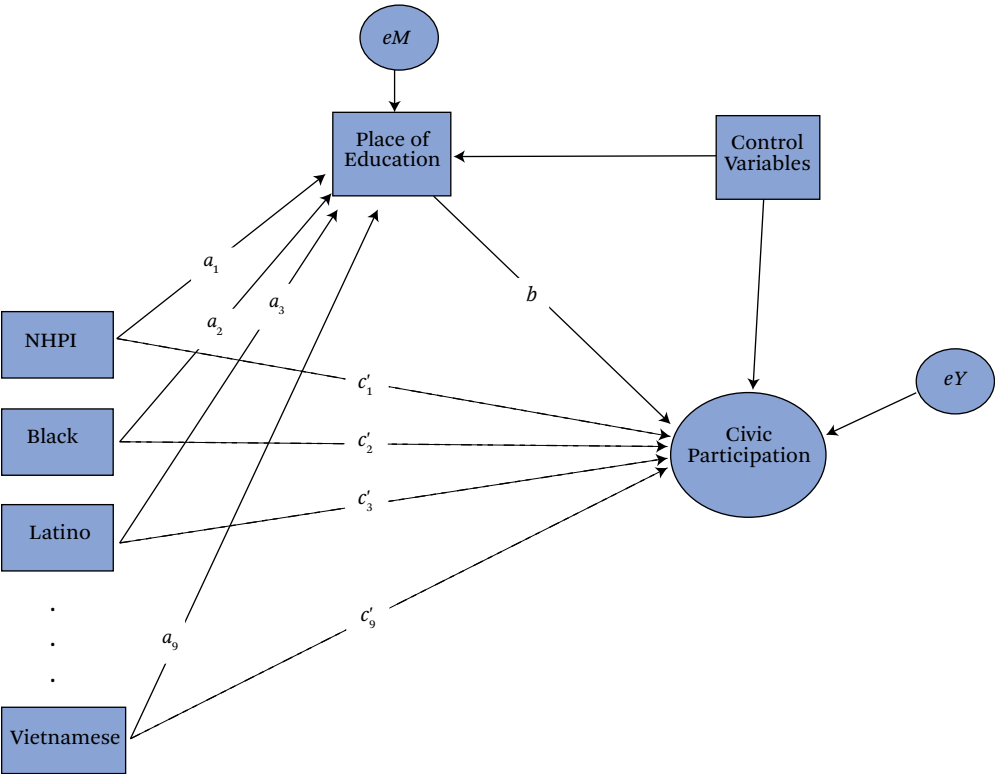 eM
Place of
Education
Control
Variables
a₁
b
a₃
a₂
NHPI
c′₁
eY
Black
c′₂
Civic
Participation
c′₃
Latino
.
.
.
c′₉
a₉
Vietnamese